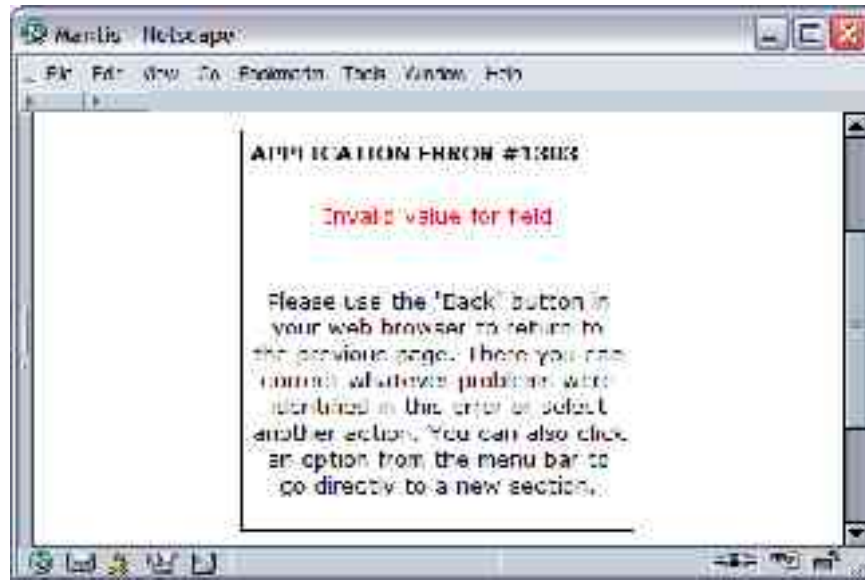 Mantis Netscape
File Edit View Go Bookmarks Tools Window Help
APPLICATION ERROR #1303
Invalid value for field
Please use the "Back" button in
your web browser to return to
the previous page. There you can
correct whatever problems were
identified in this error or select
another action. You can also click
an option from the menu bar to
go directly to a new section.